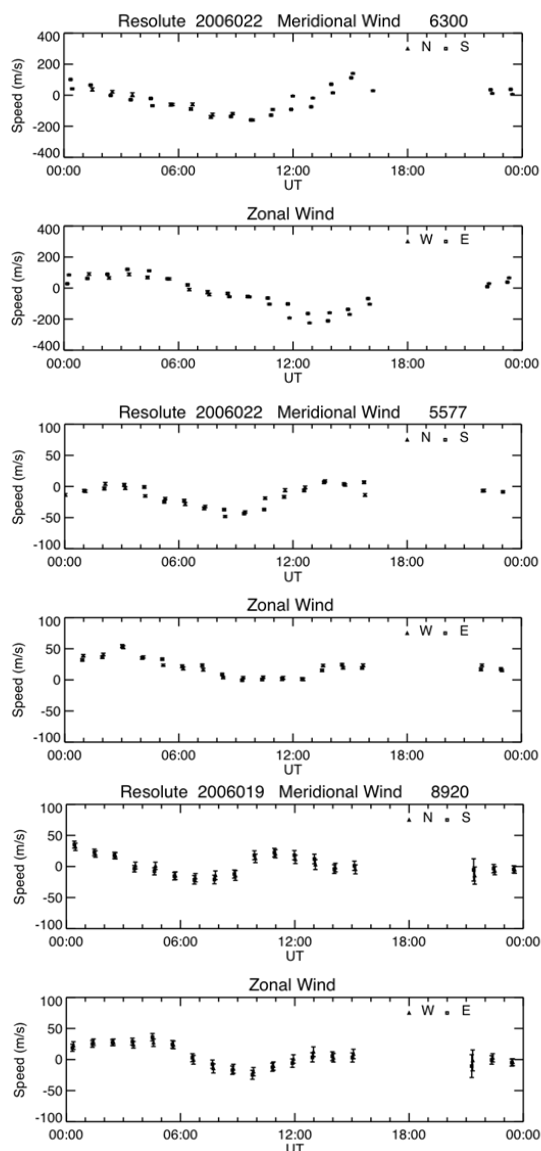 Resolute 2006022 Meridional Wind 6300
N S
400
200
0
-200
-400
Speed (m/s)
00:00 06:00 12:00 18:00 00:00
UT
Zonal Wind
W E
400
200
0
-200
-400
Speed (m/s)
00:00 06:00 12:00 18:00 00:00
UT
Resolute 2006022 Meridional Wind 5577
N S
100
50
0
-50
-100
Speed (m/s)
00:00 06:00 12:00 18:00 00:00
UT
Zonal Wind
W E
100
50
0
-50
-100
Speed (m/s)
00:00 06:00 12:00 18:00 00:00
UT
Resolute 2006019 Meridional Wind 8920
N S
100
50
0
-50
-100
Speed (m/s)
00:00 06:00 12:00 18:00 00:00
UT
Zonal Wind
W E
100
50
0
-50
-100
Speed (m/s)
00:00 06:00 12:00 18:00 00:00
UT